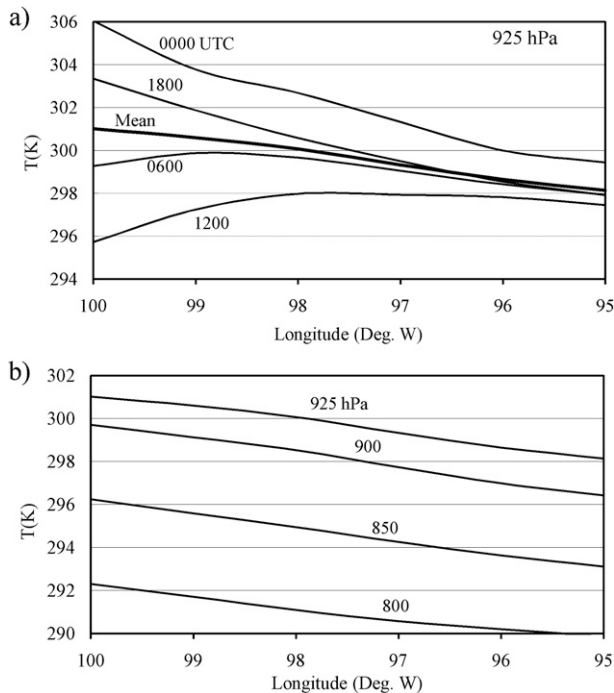 a)
306
0000 UTC
925 hPa
304
1800
302
Mean
T(K)
300
0600
298
1200
296
294
100 99 98 97 96 95
Longitude (Deg. W)
b)
302
925 hPa
300
900
298
T(K)
296
850
294
292
800
290
100 99 98 97 96 95
Longitude (Deg. W)